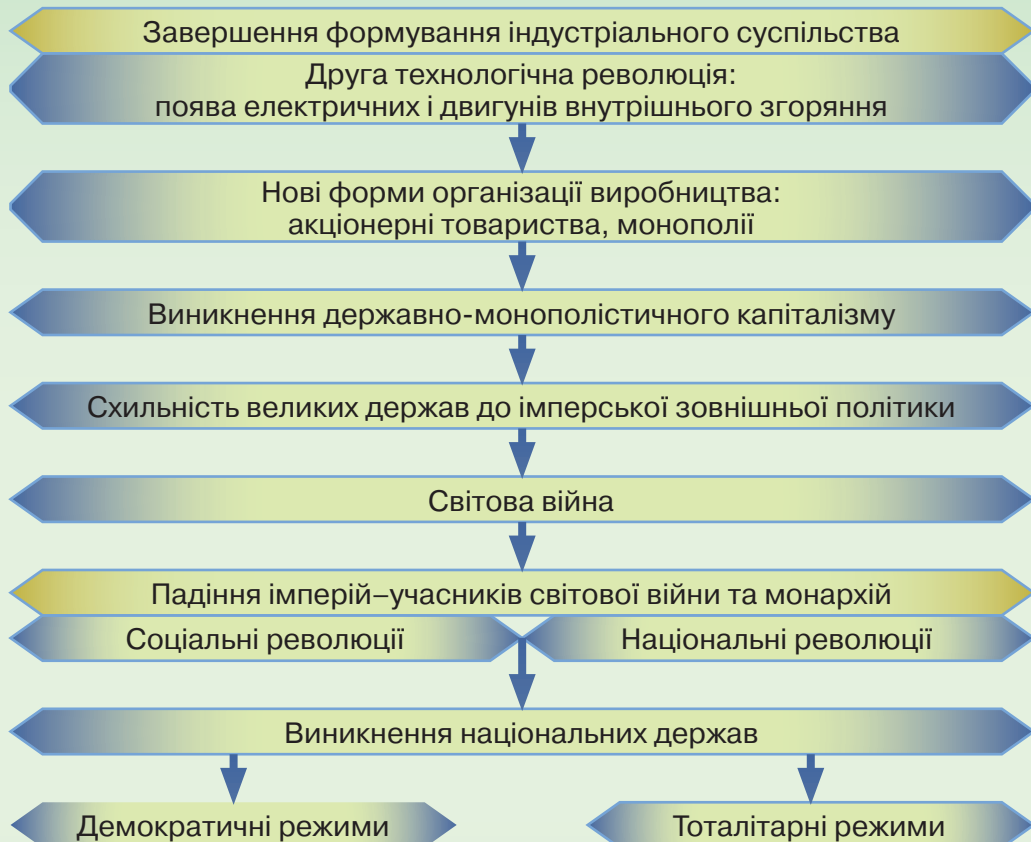 Завершення формування індустріального суспільства
Друга технологічна революція:
поява електричних і двигунів внутрішнього згоряння
Нові форми організації виробництва:
акціонерні товариства, монополії
Виникнення державно-монополістичного капіталізму
Схильність великих держав до імперської зовнішньої політики
Світова війна
Падіння імперій–учасників світової війни та монархій
Соціальні революції
Національні революції
Виникнення національних держав
Демократичні режими
Тоталітарні режими